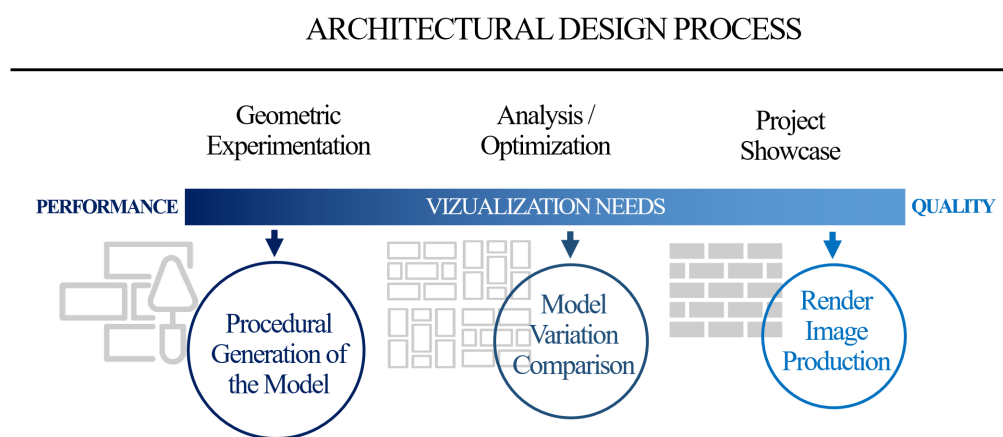 ARCHITECTURAL DESIGN PROCESS
Geometric
Experimentation
Analysis /
Optimization
Project
Showcase
PERFORMANCE
VIZUALIZATION NEEDS
QUALITY
Procedural
Generation of
the Model
Model
Variation
Comparison
Render
Image
Production